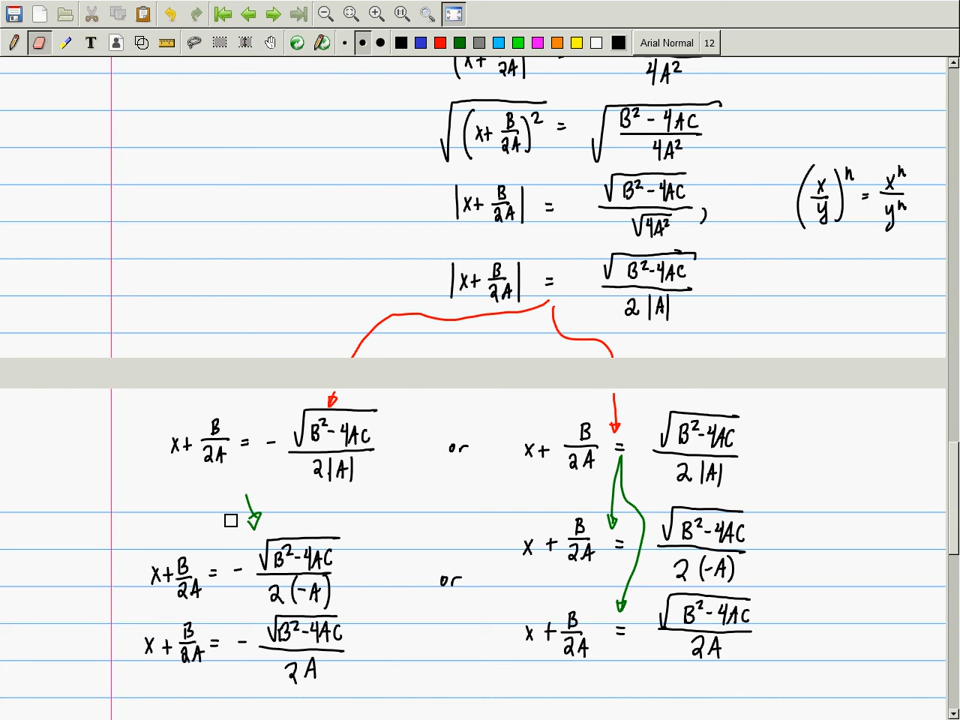 T Arial Normal 12
(x+ B/2A) = 4A²
√(x+ B/2A)² = √(B² - 4AC / 4A²)
|x+ B/2A| = √(B² - 4AC) / √4A² , (x/y)ⁿ = xⁿ/yⁿ
|x+ B/2A| = √(B²-4AC) / 2|A|
x+ B/2A = - √(B²-4AC) / 2|A| or x+ B/2A = √(B²-4AC) / 2|A|
x+ B/2A = - √(B²-4AC) / 2(-A) or x + B/2A = √(B²-4AC) / 2(-A)
x + B/2A = - √(B²-4AC) / 2A x + B/2A = √(B²-4AC) / 2A